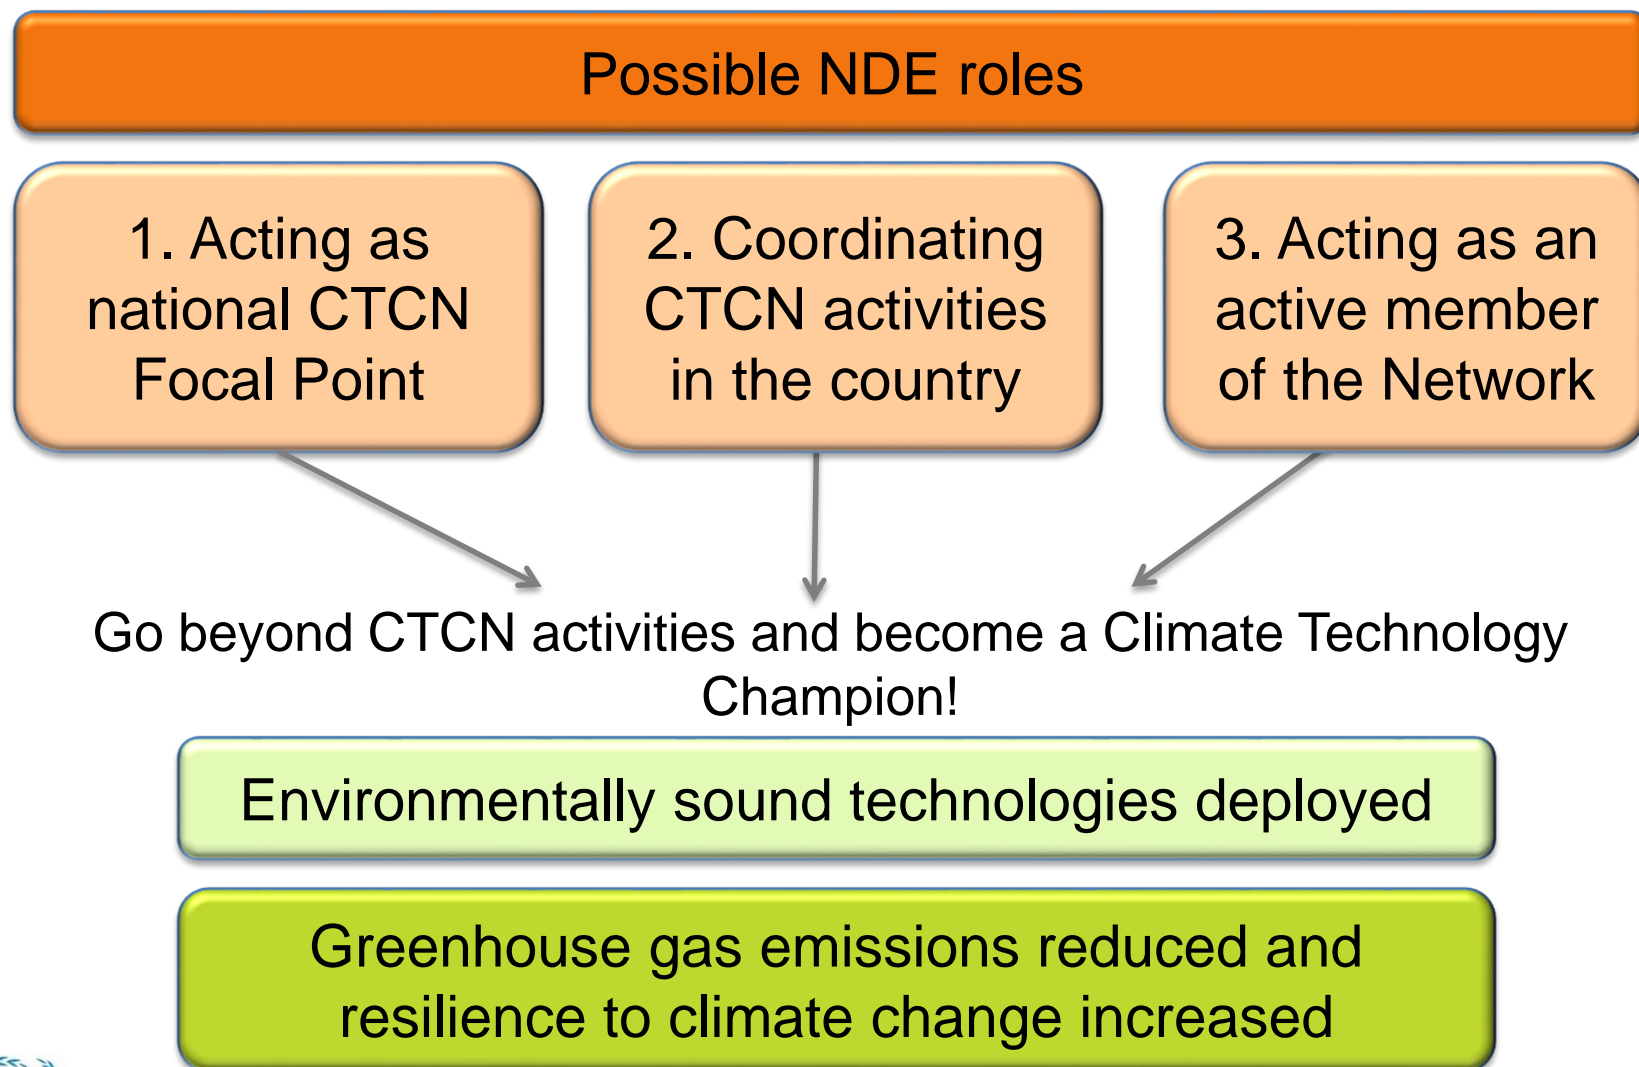 Possible NDE roles
1. Acting as
national CTCN
Focal Point
2. Coordinating
CTCN activities
in the country
3. Acting as an
active member
of the Network
Go beyond CTCN activities and become a Climate Technology
Champion!
Environmentally sound technologies deployed
Greenhouse gas emissions reduced and
resilience to climate change increased